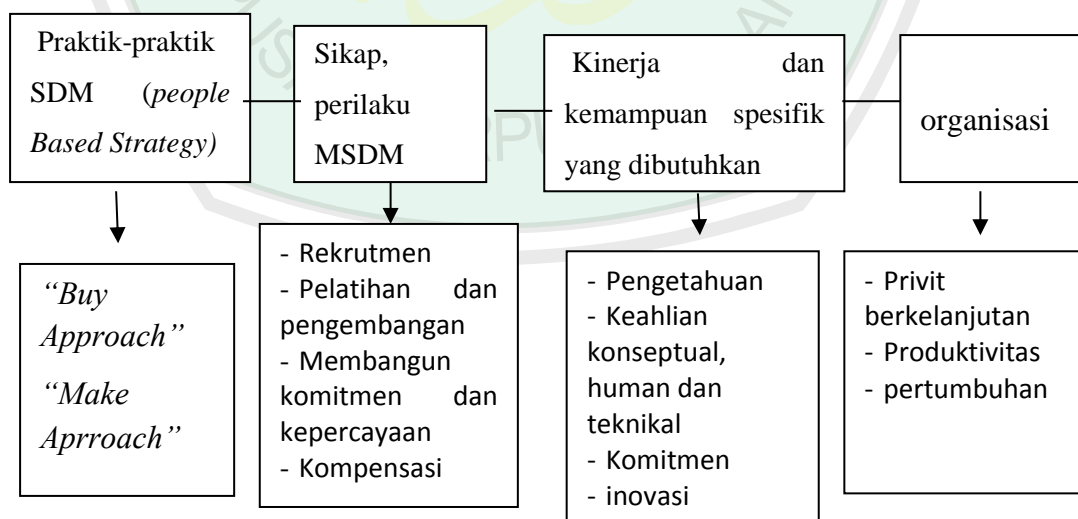 Praktik-praktik
SDM (people
Based Strategy)
Sikap,
perilaku
MSDM
Kinerja dan
kemampuan spesifik
yang dibutuhkan
organisasi
“Buy
Approach”
“Make
Aprroach”
- Rekrutmen
- Pelatihan dan
pengembangan
- Membangun
komitmen dan
kepercayaan
- Kompensasi
- Pengetahuan
- Keahlian
konseptual,
human dan
teknikal
- Komitmen
- inovasi
- Privit
berkelanjutan
- Produktivitas
- pertumbuhan